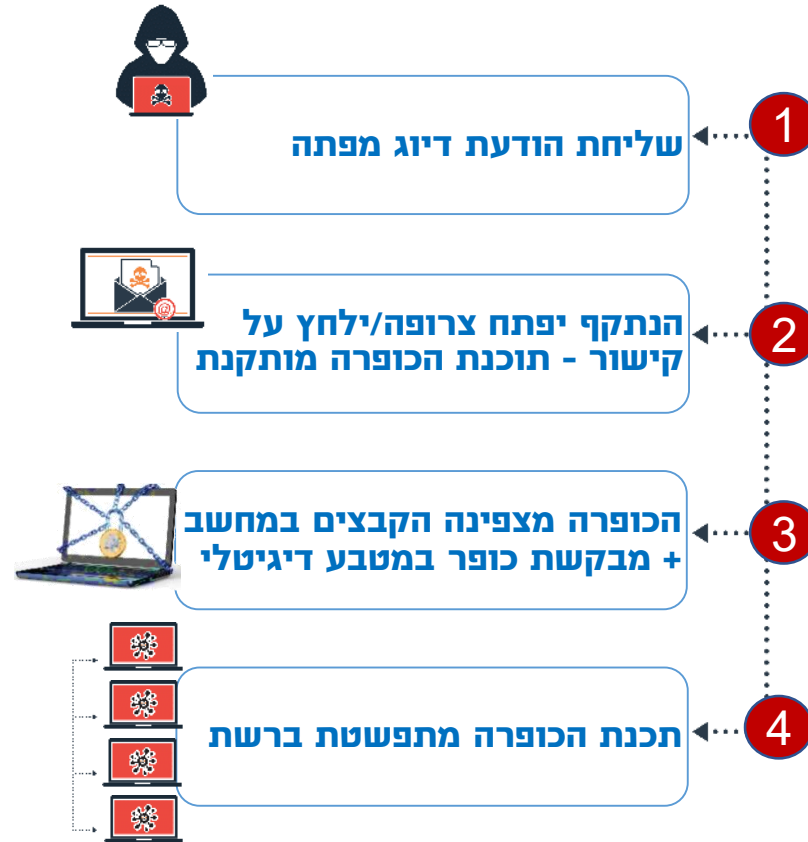 1
שליחת הודעת דיוג מפתה
2
הנתקף יפתח צרופה/ילחץ על
קישור - תוכנת הכופרה מותקנת
3
הכופרה מצפינה הקבצים במחשב
+ מבקשת כופר במטבע דיגיטלי
4
תכנת הכופרה מתפשטת ברשת